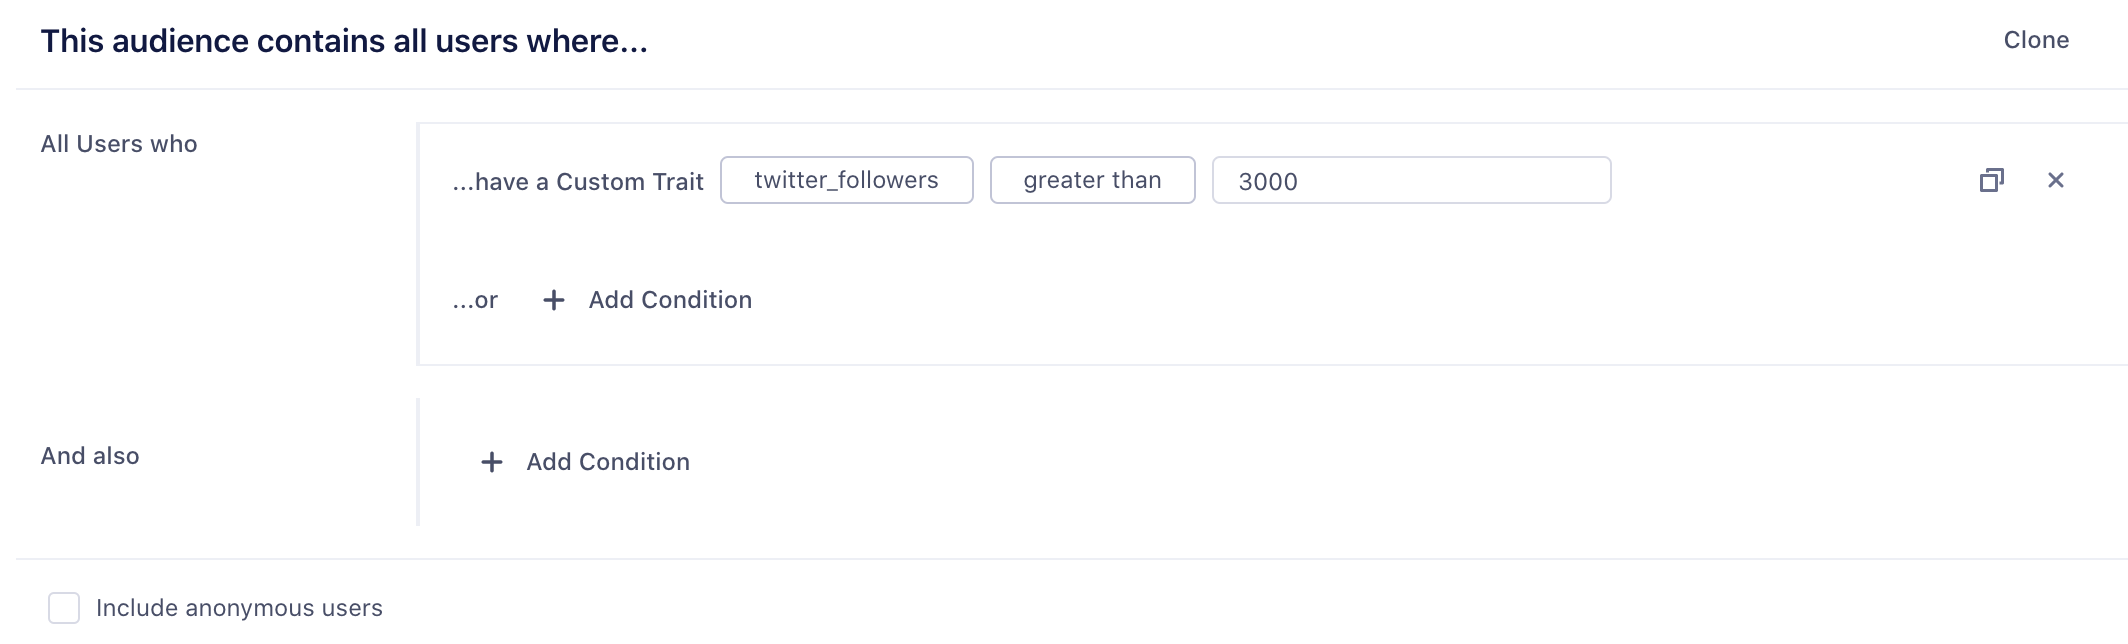 This audience contains all users where...
Clone
All Users who
...have a Custom Trait twitter_followers greater than 3000
...or + Add Condition
And also
+ Add Condition
Include anonymous users